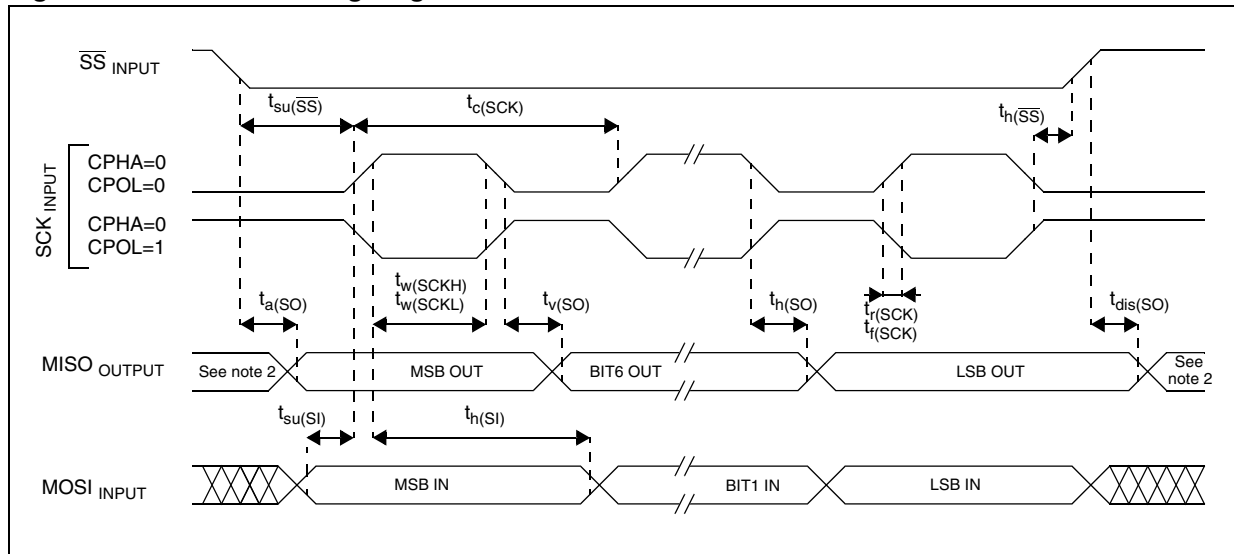 SS INPUT
tsu(SS)
tc(SCK)
th(SS)
SCK INPUT
CPHA=0
CPOL=0
CPHA=0
CPOL=1
ta(SO)
tw(SCKH)
tw(SCKL)
tv(SO)
th(SO)
tr(SCK)
tf(SCK)
tdis(SO)
MISO OUTPUT
See note 2
MSB OUT
BIT6 OUT
LSB OUT
See
note 2
tsu(SI)
th(SI)
MOSI INPUT
MSB IN
BIT1 IN
LSB IN